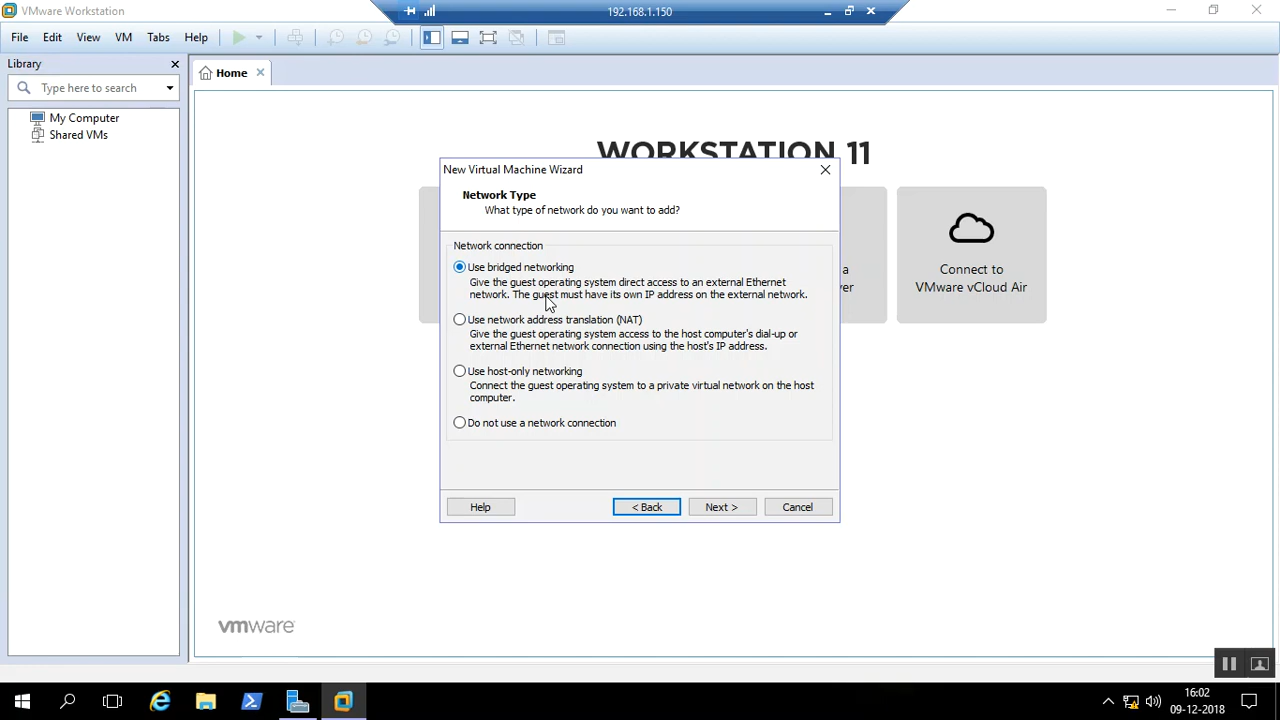 VMware Workstation
192.168.1.150
File Edit View VM Tabs Help
Library
Type here to search
My Computer
Shared VMs
Home
WORKSTATION 11
a
ver
Connect to
VMware vCloud Air
New Virtual Machine Wizard
Network Type
What type of network do you want to add?
Network connection
Use bridged networking
Give the guest operating system direct access to an external Ethernet
network. The guest must have its own IP address on the external network.
Use network address translation (NAT)
Give the guest operating system access to the host computer's dial-up or
external Ethernet network connection using the host's IP address.
Use host-only networking
Connect the guest operating system to a private virtual network on the host
computer.
Do not use a network connection
Help
< Back
Next >
Cancel
vmware
16:02
09-12-2018